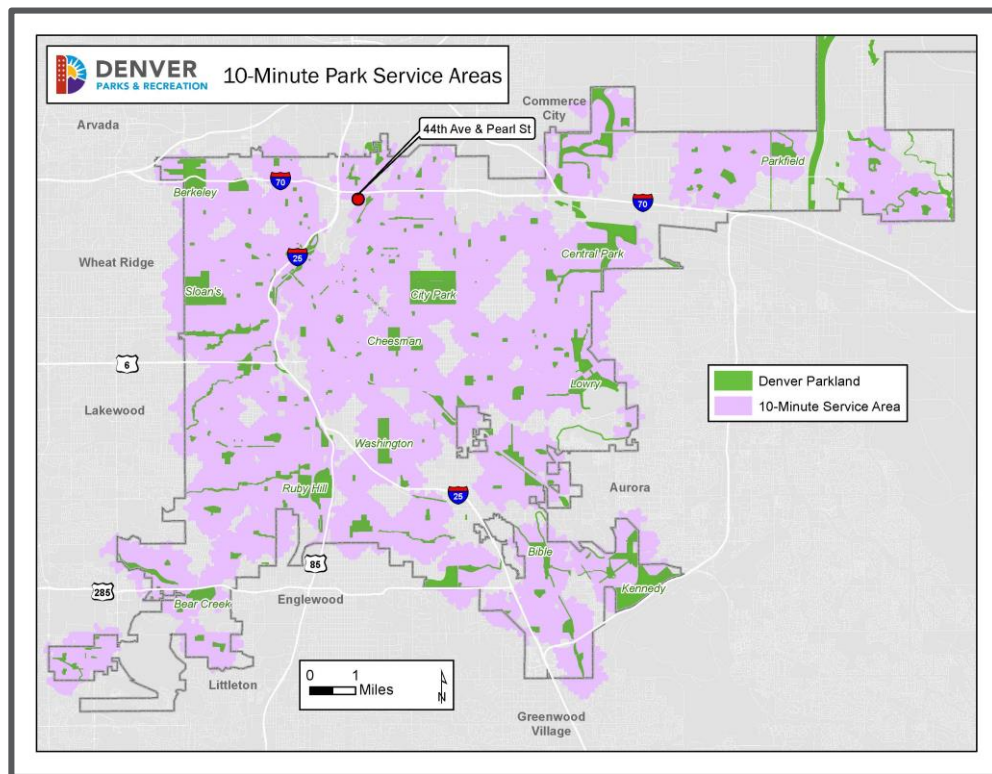 DENVER
PARKS & RECREATION
10-Minute Park Service Areas
Commerce
City
Arvada
44th Ave & Pearl St
Parkfield
70
Berkeley
70
70
Wheat Ridge
25
Central Park
Sloan's
City Park
Cheesman
6
Denver Parkland
Lowry
10-Minute Service Area
Lakewood
Washington
Ruby Hill
Aurora
25
Bible
85
Kennedy
285
Bear Creek
Englewood
0 1
Miles
N
Littleton
Greenwood
Village